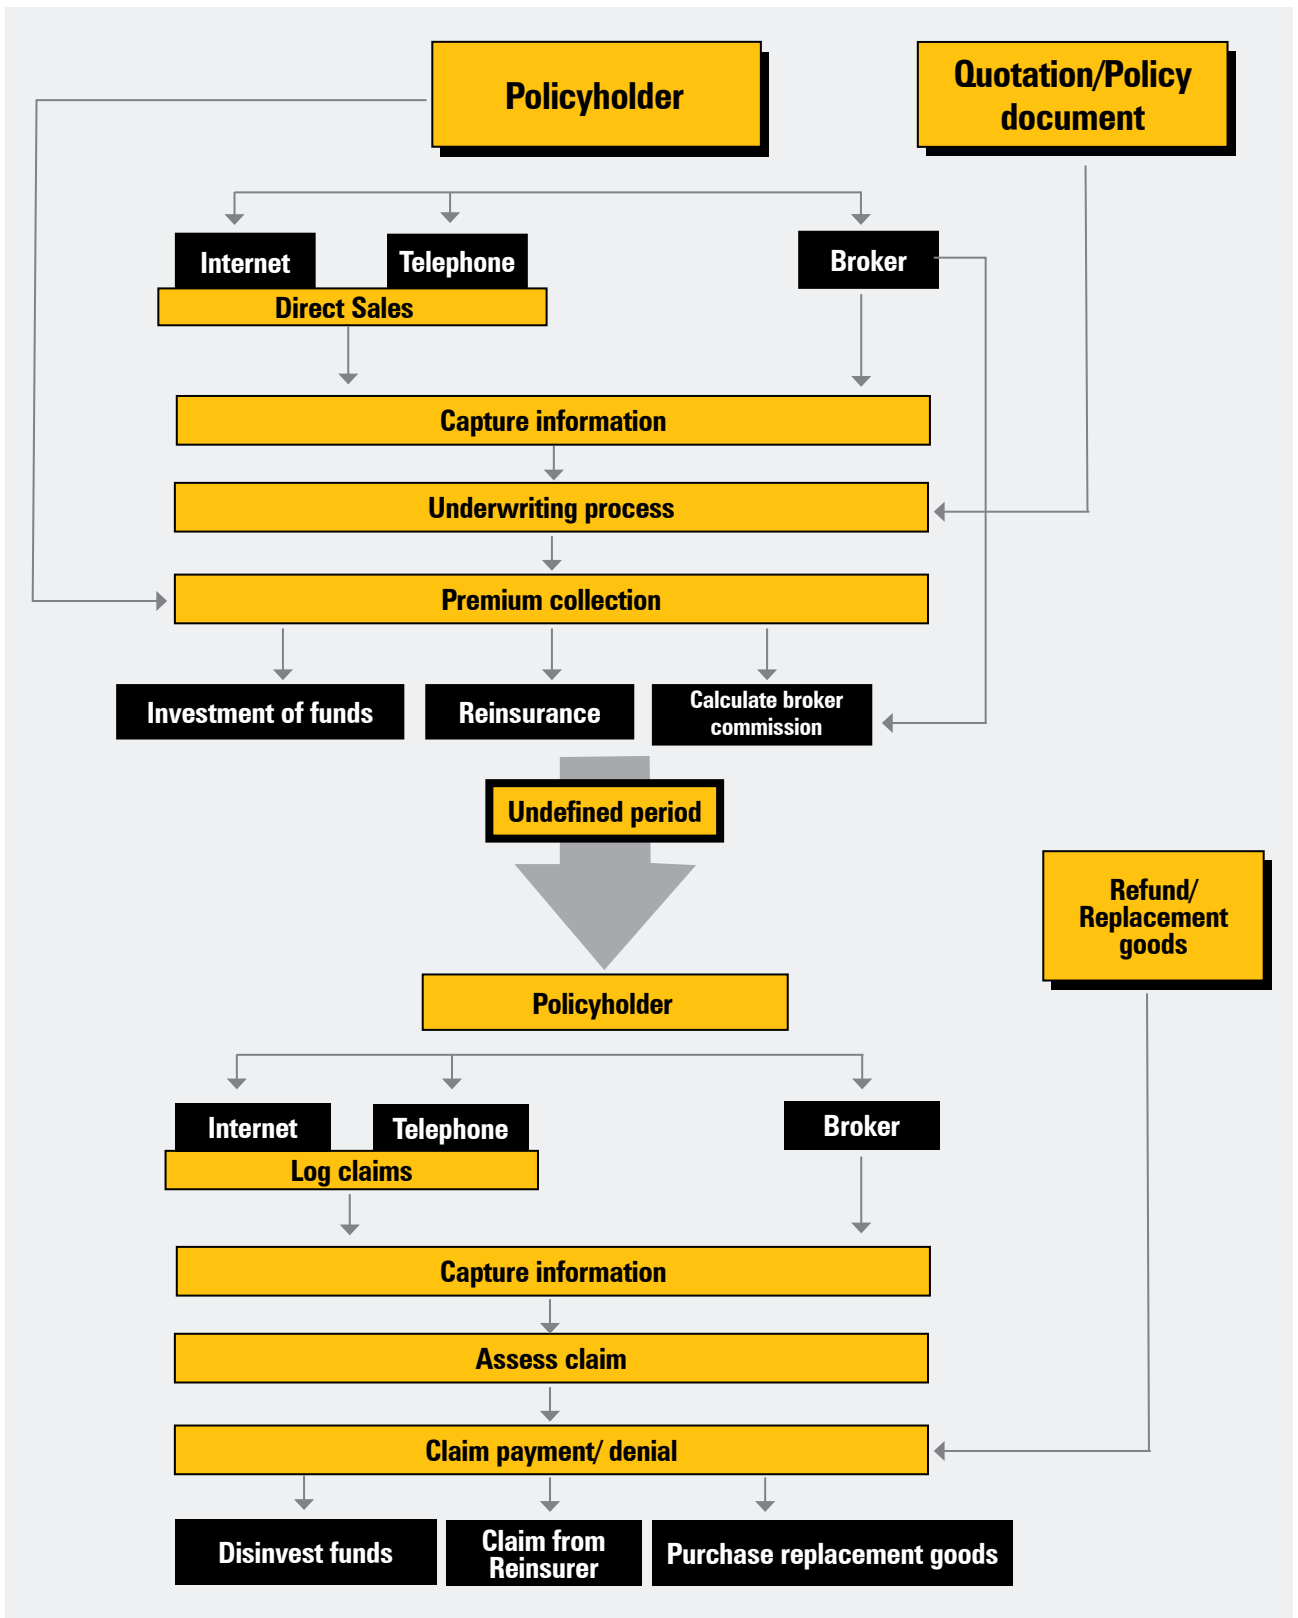 Policyholder
Quotation/Policy
document
Internet
Telephone
Broker
Direct Sales
Capture information
Underwriting process
Premium collection
Investment of funds
Reinsurance
Calculate broker
commission
Undefined period
Refund/
Replacement
goods
Policyholder
Internet
Telephone
Broker
Log claims
Capture information
Assess claim
Claim payment/ denial
Disinvest funds
Claim from
Reinsurer
Purchase replacement goods